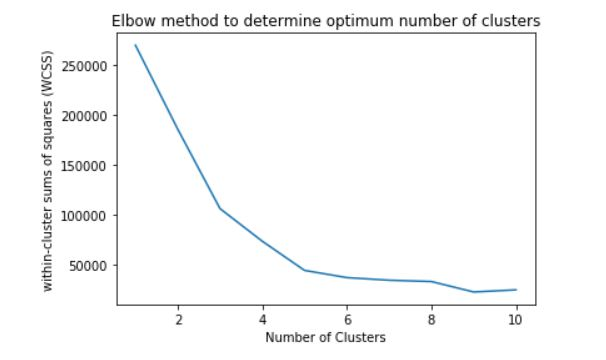 Elbow method to determine optimum number of clusters
within-cluster sums of squares (WCSS)
250000
200000
150000
100000
50000
2 4 6 8 10
Number of Clusters